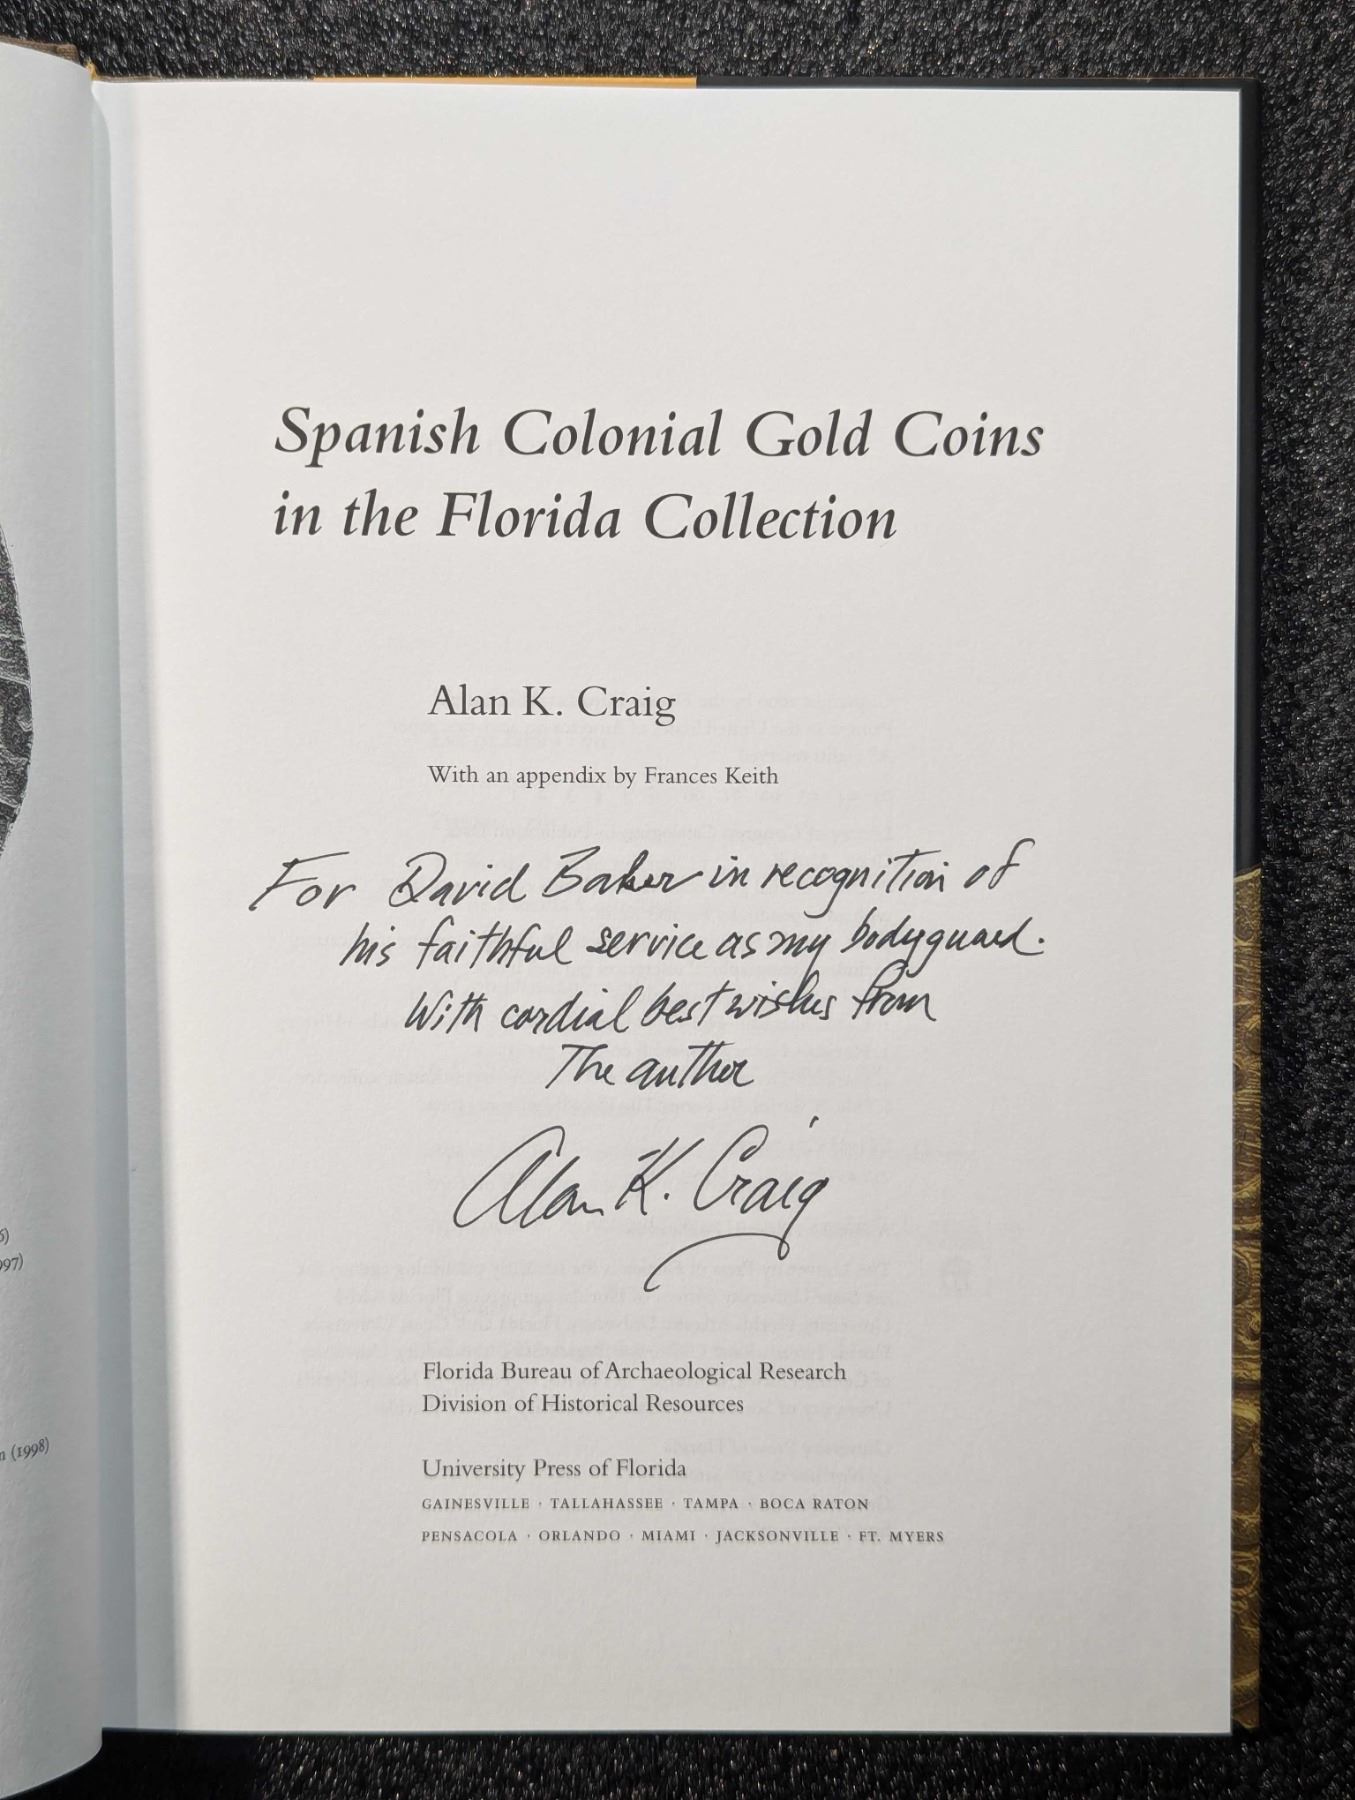 Spanish Colonial Gold Coins
in the Florida Collection
Alan K. Craig
With an appendix by Frances Keith
For David Baker in recognition of
his faithful service as my bodyguard.
With cordial best wishes from
The author
Alan K. Craig
Florida Bureau of Archaeological Research
Division of Historical Resources
University Press of Florida
GAINESVILLE · TALLAHASSEE · TAMPA · BOCA RATON
PENSACOLA · ORLANDO · MIAMI · JACKSONVILLE · FT. MYERS
6)
997)
n (1998)